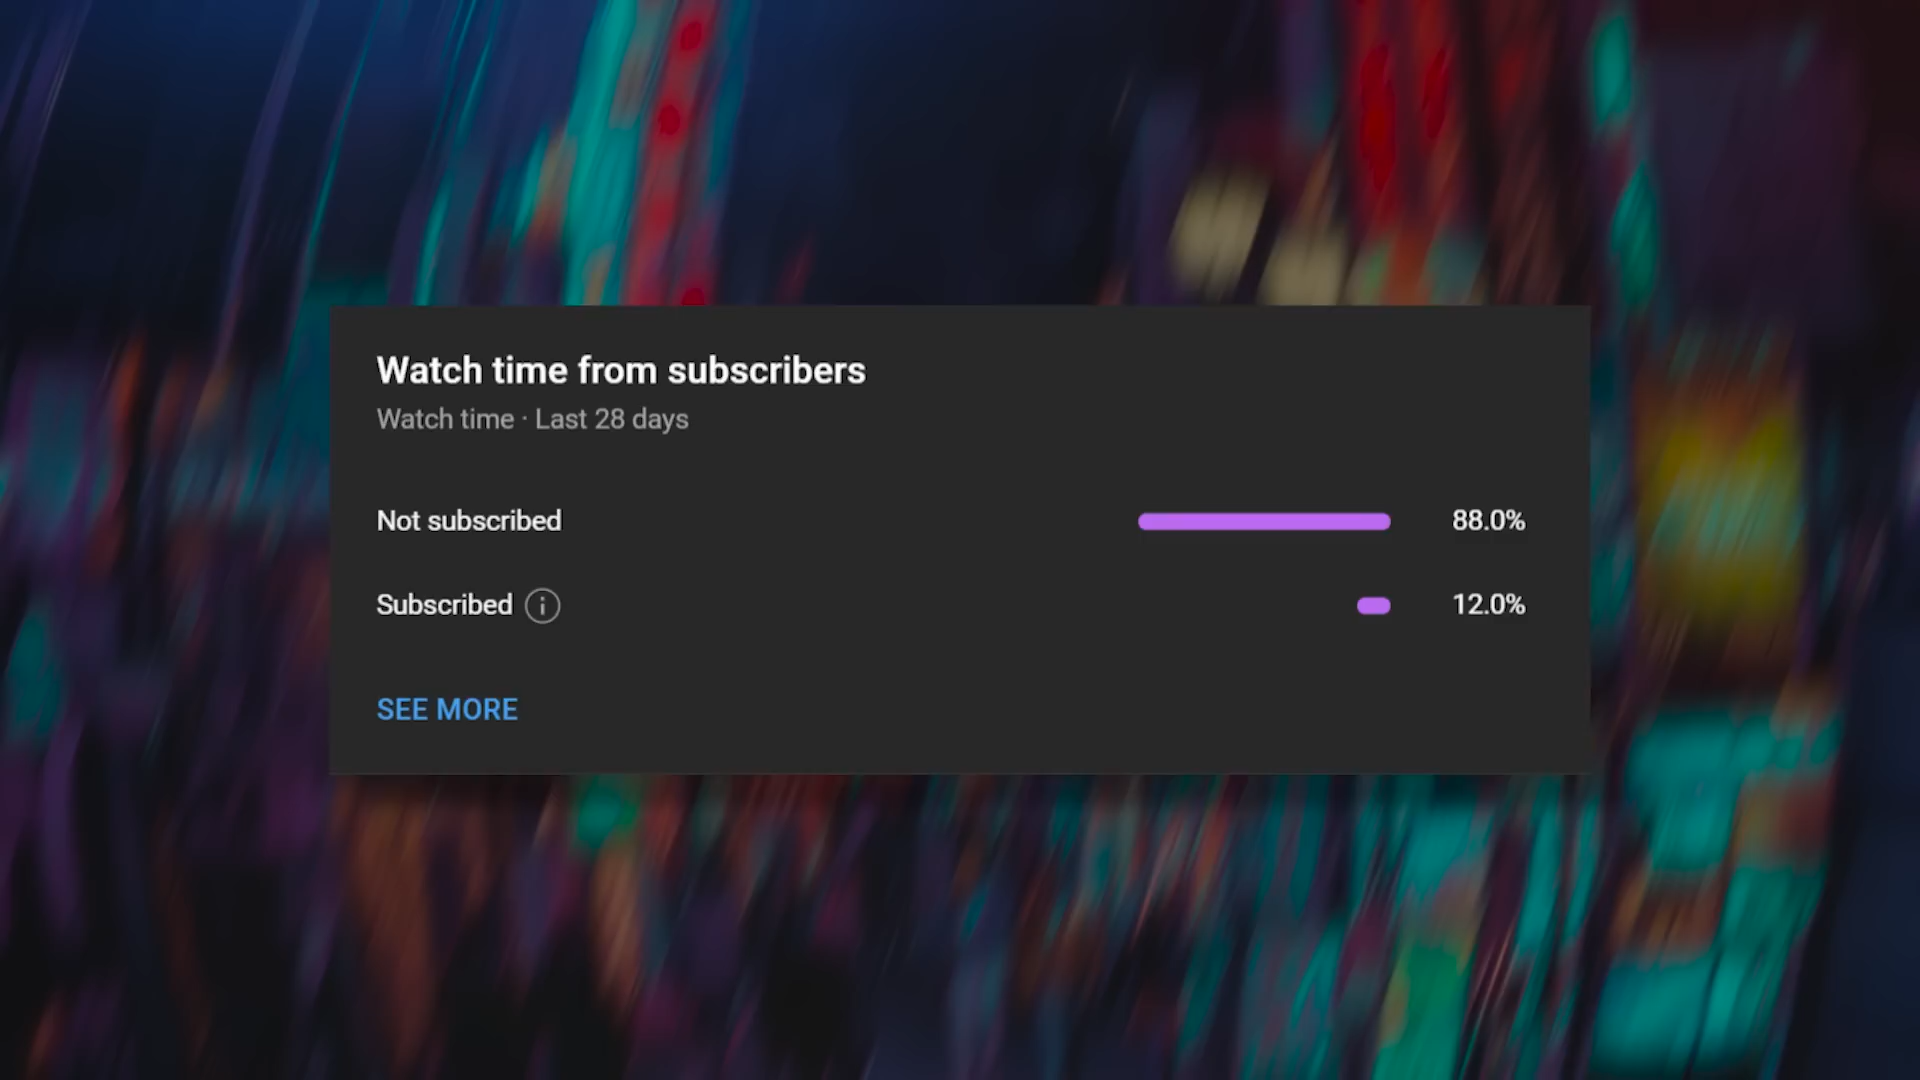 Watch time from subscribers
Watch time · Last 28 days
Not subscribed 88.0%
Subscribed 12.0%
SEE MORE